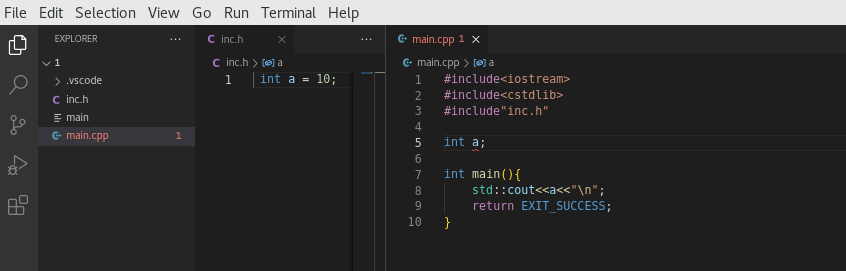 File Edit Selection View Go Run Terminal Help
EXPLORER ...
1
.vscode
inc.h
main
main.cpp 1
inc.h ...
inc.h > a
1 int a = 10;
main.cpp 1
main.cpp > a
1 #include<iostream>
2 #include<cstdlib>
3 #include"inc.h"
4
5 int a;
6
7 int main(){
8 std::cout<<a<<"\n";
9 return EXIT_SUCCESS;
10 }